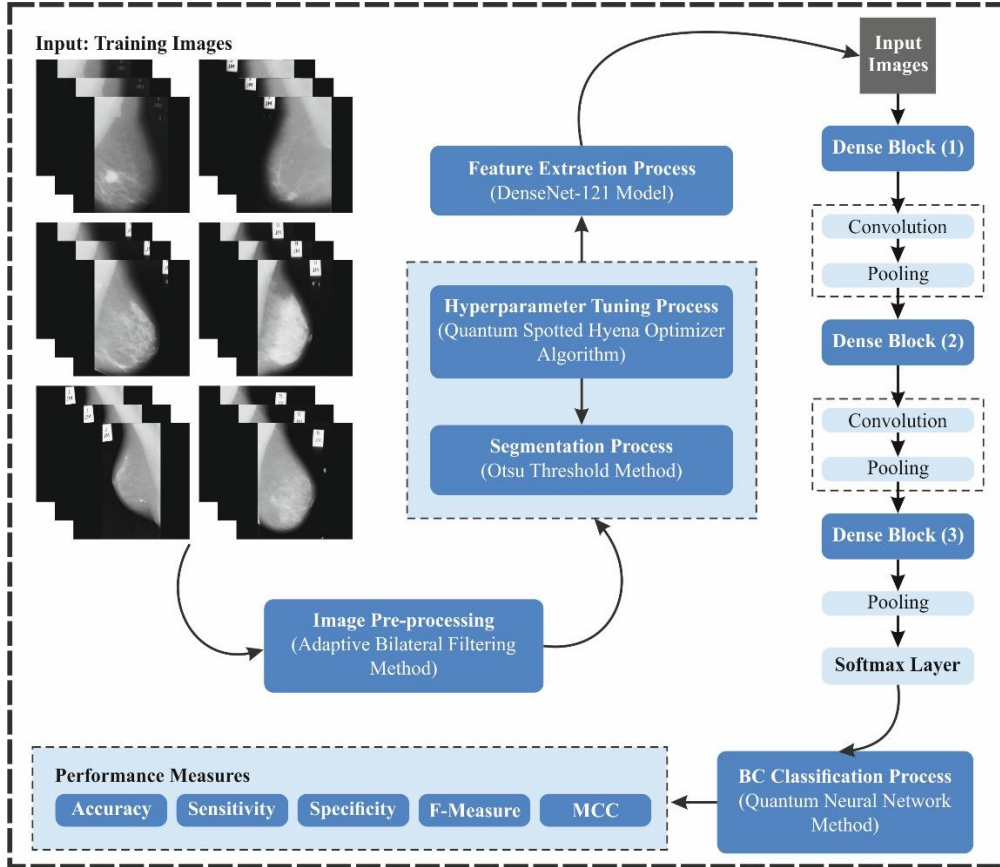 Input: Training Images
Input
Images
Dense Block (1)
Convolution
Pooling
Dense Block (2)
Convolution
Pooling
Dense Block (3)
Pooling
Softmax Layer
Feature Extraction Process
(DenseNet-121 Model)
Hyperparameter Tuning Process
(Quantum Spotted Hyena Optimizer
Algorithm)
Segmentation Process
(Otsu Threshold Method)
Image Pre-processing
(Adaptive Bilateral Filtering
Method)
BC Classification Process
(Quantum Neural Network
Method)
Performance Measures
Accuracy
Sensitivity
Specificity
F-Measure
MCC